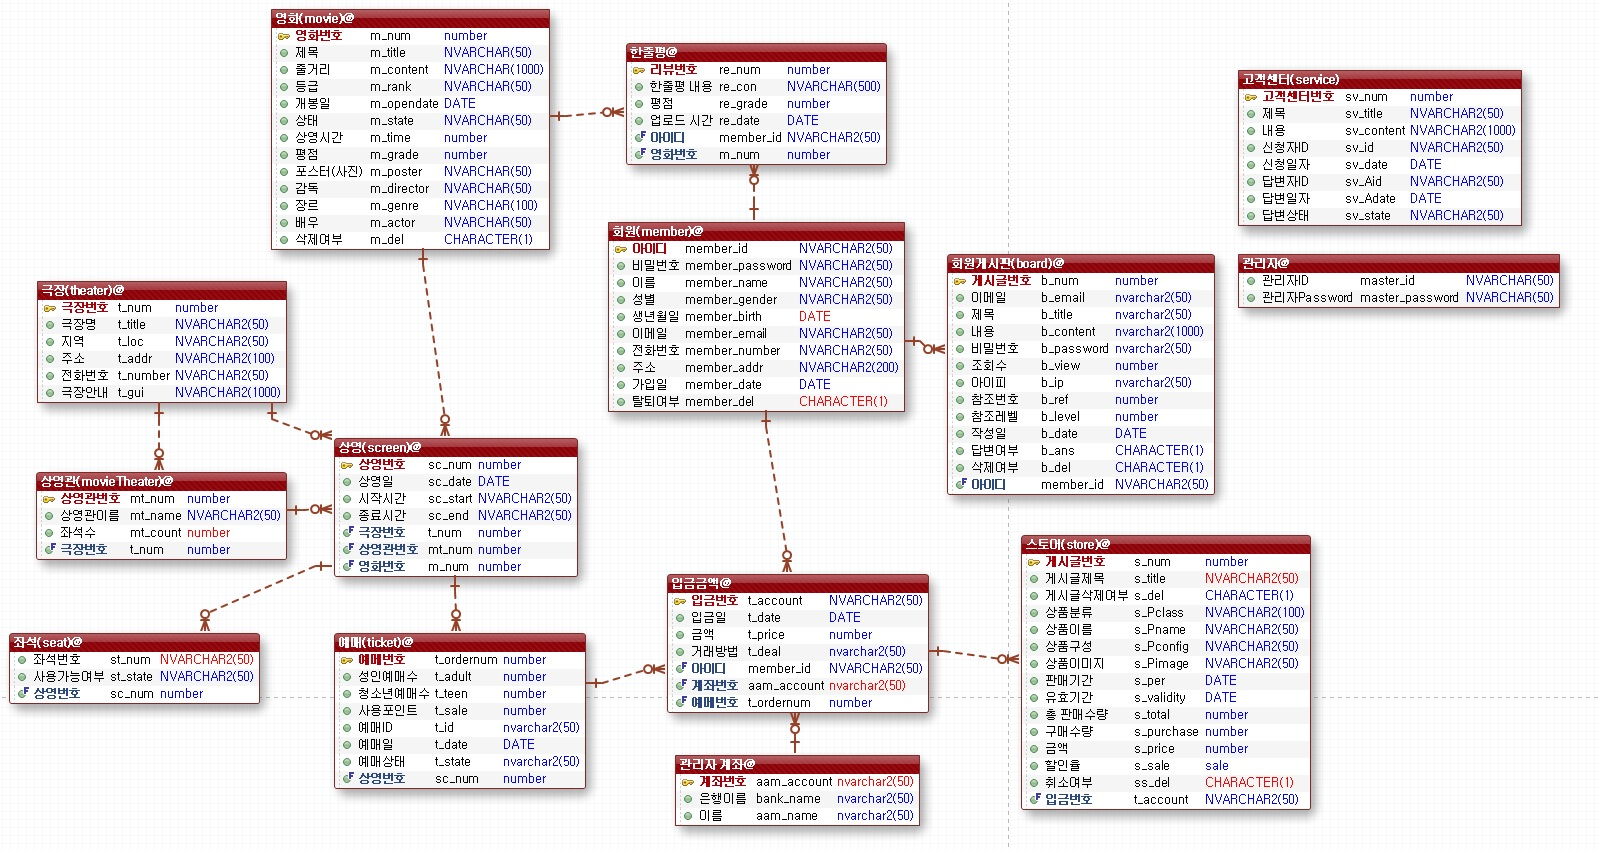 영화(movie)@
영화번호 m_num number
제목 m_title NVARCHAR(50)
줄거리 m_content NVARCHAR(1000)
등급 m_rank NVARCHAR(50)
개봉일 m_opendate DATE
상태 m_state NVARCHAR(50)
상영시간 m_time number
평점 m_grade number
포스터(사진) m_poster NVARCHAR(50)
감독 m_director NVARCHAR(50)
장르 m_genre NVARCHAR(100)
배우 m_actor NVARCHAR(50)
삭제여부 m_del CHARACTER(1)
한줄평@
리뷰번호 re_num number
한줄평 내용 re_con NVARCHAR(500)
평점 re_grade number
업로드 시간 re_date DATE
아이디 member_id NVARCHAR2(50)
영화번호 m_num number
고객센터(service)
고객센터번호 sv_num number
제목 sv_title NVARCHAR2(50)
내용 sv_content NVARCHAR2(1000)
신청자ID sv_id NVARCHAR2(50)
신청일자 sv_date DATE
답변자ID sv_Aid NVARCHAR2(50)
답변일자 sv_Adate DATE
답변상태 sv_state NVARCHAR2(50)
회원(member)@
아이디 member_id NVARCHAR2(50)
비밀번호 member_password NVARCHAR2(50)
이름 member_name NVARCHAR2(50)
성별 member_gender NVARCHAR2(50)
생년월일 member_birth DATE
이메일 member_email NVARCHAR2(50)
전화번호 member_number NVARCHAR2(50)
주소 member_addr NVARCHAR2(200)
가입일 member_date DATE
탈퇴여부 member_del CHARACTER(1)
회원게시판(board)@
게시글번호 b_num number
이메일 b_email nvarchar2(50)
제목 b_title nvarchar2(50)
내용 b_content nvarchar2(1000)
비밀번호 b_password nvarchar2(50)
조회수 b_view number
아이피 b_ip nvarchar2(50)
참조번호 b_ref number
참조레벨 b_level number
작성일 b_date DATE
답변여부 b_ans CHARACTER(1)
삭제여부 b_del CHARACTER(1)
아이디 member_id NVARCHAR2(50)
관리자@
관리자ID master_id NVARCHAR2(50)
관리자Password master_password NVARCHAR(50)
극장(theater)@
극장번호 t_num number
극장명 t_title NVARCHAR2(50)
지역 t_loc NVARCHAR2(50)
주소 t_addr NVARCHAR2(100)
전화번호 t_number NVARCHAR2(50)
극장안내 t_gui NVARCHAR2(1000)
상영관(movieTheater)@
상영관번호 mt_num number
상영관이름 mt_name NVARCHAR2(50)
좌석수 mt_count number
극장번호 t_num number
상영(screen)@
상영번호 sc_num number
상영일 sc_date DATE
시작시간 sc_start NVARCHAR2(50)
종료시간 sc_end NVARCHAR2(50)
극장번호 t_num number
상영관번호 mt_num number
영화번호 m_num number
좌석(seat)@
좌석번호 st_num NVARCHAR2(50)
사용가능여부 st_state NVARCHAR2(50)
상영번호 sc_num number
예매(ticket)@
예매번호 t_ordernum number
성인예매수 t_adult number
청소년예매수 t_teen number
사용포인트 t_sale number
예매ID t_id nvarchar2(50)
예매일 t_date DATE
예매상태 t_state nvarchar2(50)
상영번호 sc_num number
입금금액@
입금번호 t_account NVARCHAR2(50)
입금일 t_date DATE
금액 t_price number
거래방법 t_deal nvarchar2(50)
아이디 member_id NVARCHAR2(50)
계좌번호 aam_account nvarchar2(50)
예매번호 t_ordernum number
관리자 계좌@
계좌번호 aam_account nvarchar2(50)
은행이름 bank_name nvarchar2(50)
이름 aam_name nvarchar2(50)
스토어(store)@
게시글번호 s_num number
게시글제목 s_title NVARCHAR2(50)
게시글삭제여부 s_del CHARACTER(1)
상품분류 s_Pclass NVARCHAR2(100)
상품이름 s_Pname NVARCHAR2(50)
상품구성 s_Pconfig NVARCHAR2(50)
상품이미지 s_Pimage NVARCHAR2(50)
판매기간 s_per DATE
유효기간 s_validity DATE
총 판매수량 s_total number
구매수량 s_purchase number
금액 s_price number
할인율 s_sale sale
취소여부 ss_del CHARACTER(1)
입금번호 t_account NVARCHAR2(50)